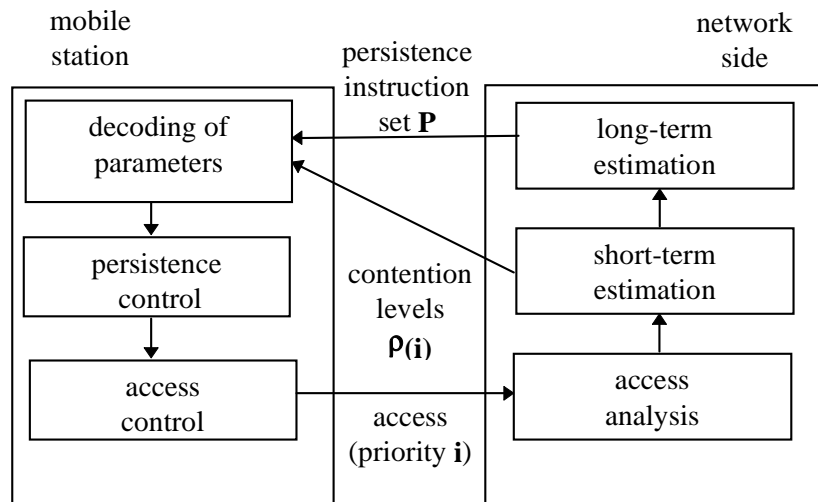 mobile
station
network
side
persistence
instruction
set P
decoding of
parameters
long-term
estimation
persistence
control
contention
levels
ρ(i)
short-term
estimation
access
control
access
(priority i)
access
analysis